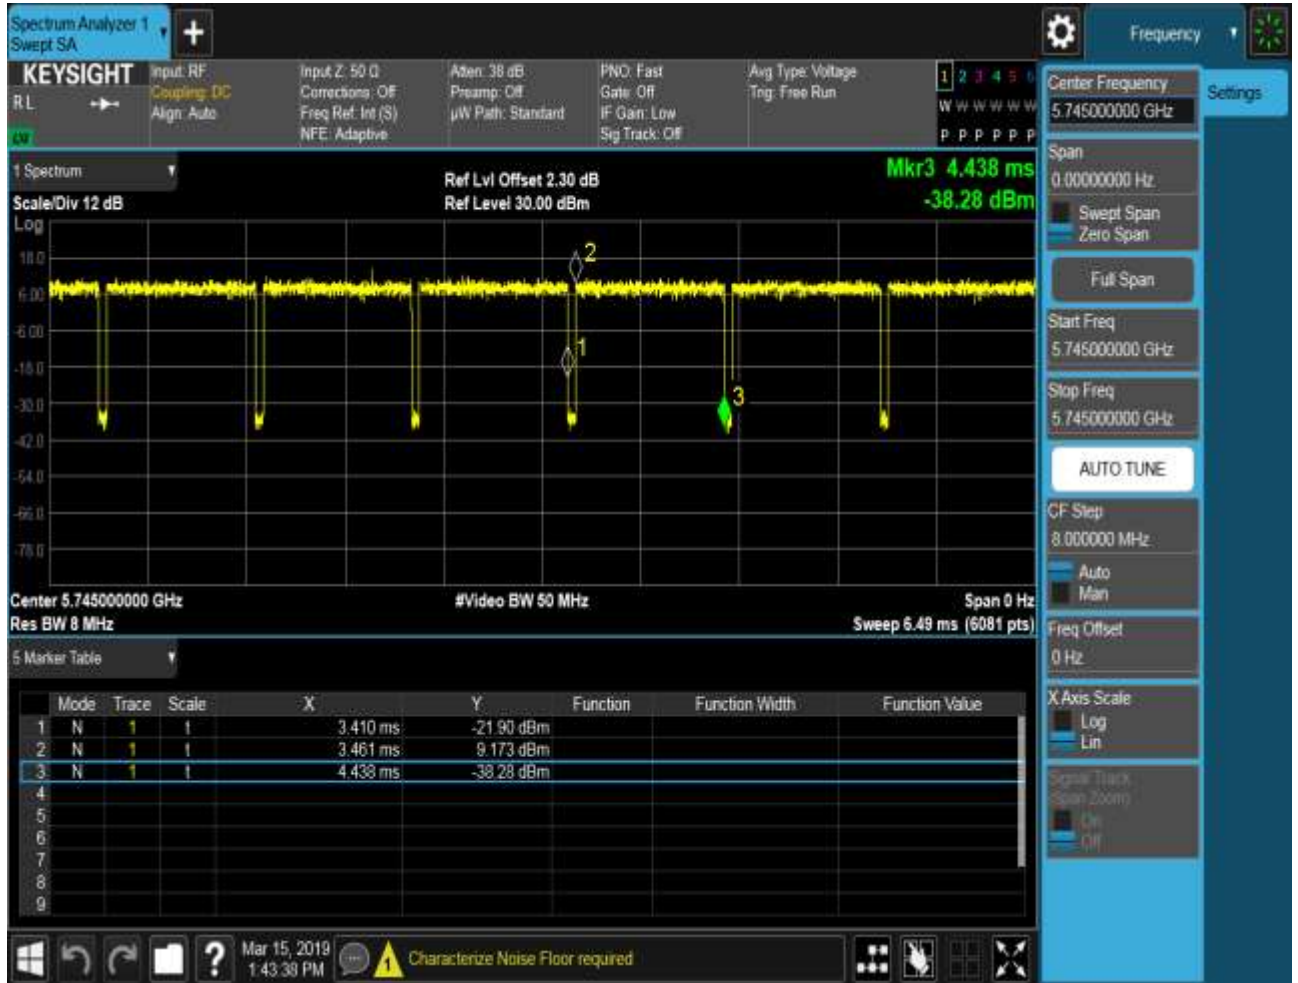 Spectrum Analyzer 1
Swept SA
+
Frequency
KEYSIGHT
R L
Input: RF
Coupling: DC
Align: Auto
Input Z: 50 Ω
Corrections: Off
Freq Ref: Int (S)
NFE: Adaptive
Atten: 38 dB
Preamp: Off
µW Path: Standard
PNO: Fast
Gate: Off
IF Gain: Low
Sig Track: Off
Avg Type: Voltage
Trig: Free Run
1 2 3 4 5 6
W W W W W W
P P P P P P
Center Frequency
5.745000000 GHz
Settings
Span
0.00000000 Hz
Swept Span
Zero Span
Full Span
Start Freq
5.745000000 GHz
Stop Freq
5.745000000 GHz
AUTO TUNE
CF Step
8.000000 MHz
Auto
Man
Freq Offset
0 Hz
X Axis Scale
Log
Lin
Signal Track
(Span Zoom)
On
Off
1 Spectrum
Scale/Div 12 dB
Ref Lvl Offset 2.30 dB
Ref Level 30.00 dBm
Mkr3 4.438 ms
-38.28 dBm
Log
18.0
6.00
-6.00
-18.0
-30.0
-42.0
-54.0
-66.0
-78.0
2
1
3
Center 5.745000000 GHz
#Video BW 50 MHz
Span 0 Hz
Res BW 8 MHz
Sweep 6.49 ms (6081 pts)
5 Marker Table
Mode Trace Scale X Y Function Function Width Function Value
1 N 1 t 3.410 ms -21.90 dBm
2 N 1 t 3.461 ms 9.173 dBm
3 N 1 t 4.438 ms -38.28 dBm
4
5
6
7
8
9
?
Mar 15, 2019
1:43:38 PM
1
Characterize Noise Floor required